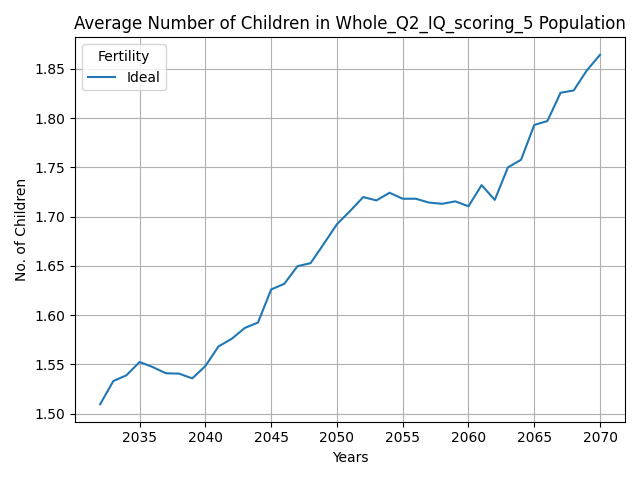 Average Number of Children in Whole_Q2_IQ_scoring_5 Population
Fertility
Ideal
No. of Children
1.85
1.80
1.75
1.70
1.65
1.60
1.55
1.50
2035 2040 2045 2050 2055 2060 2065 2070
Years